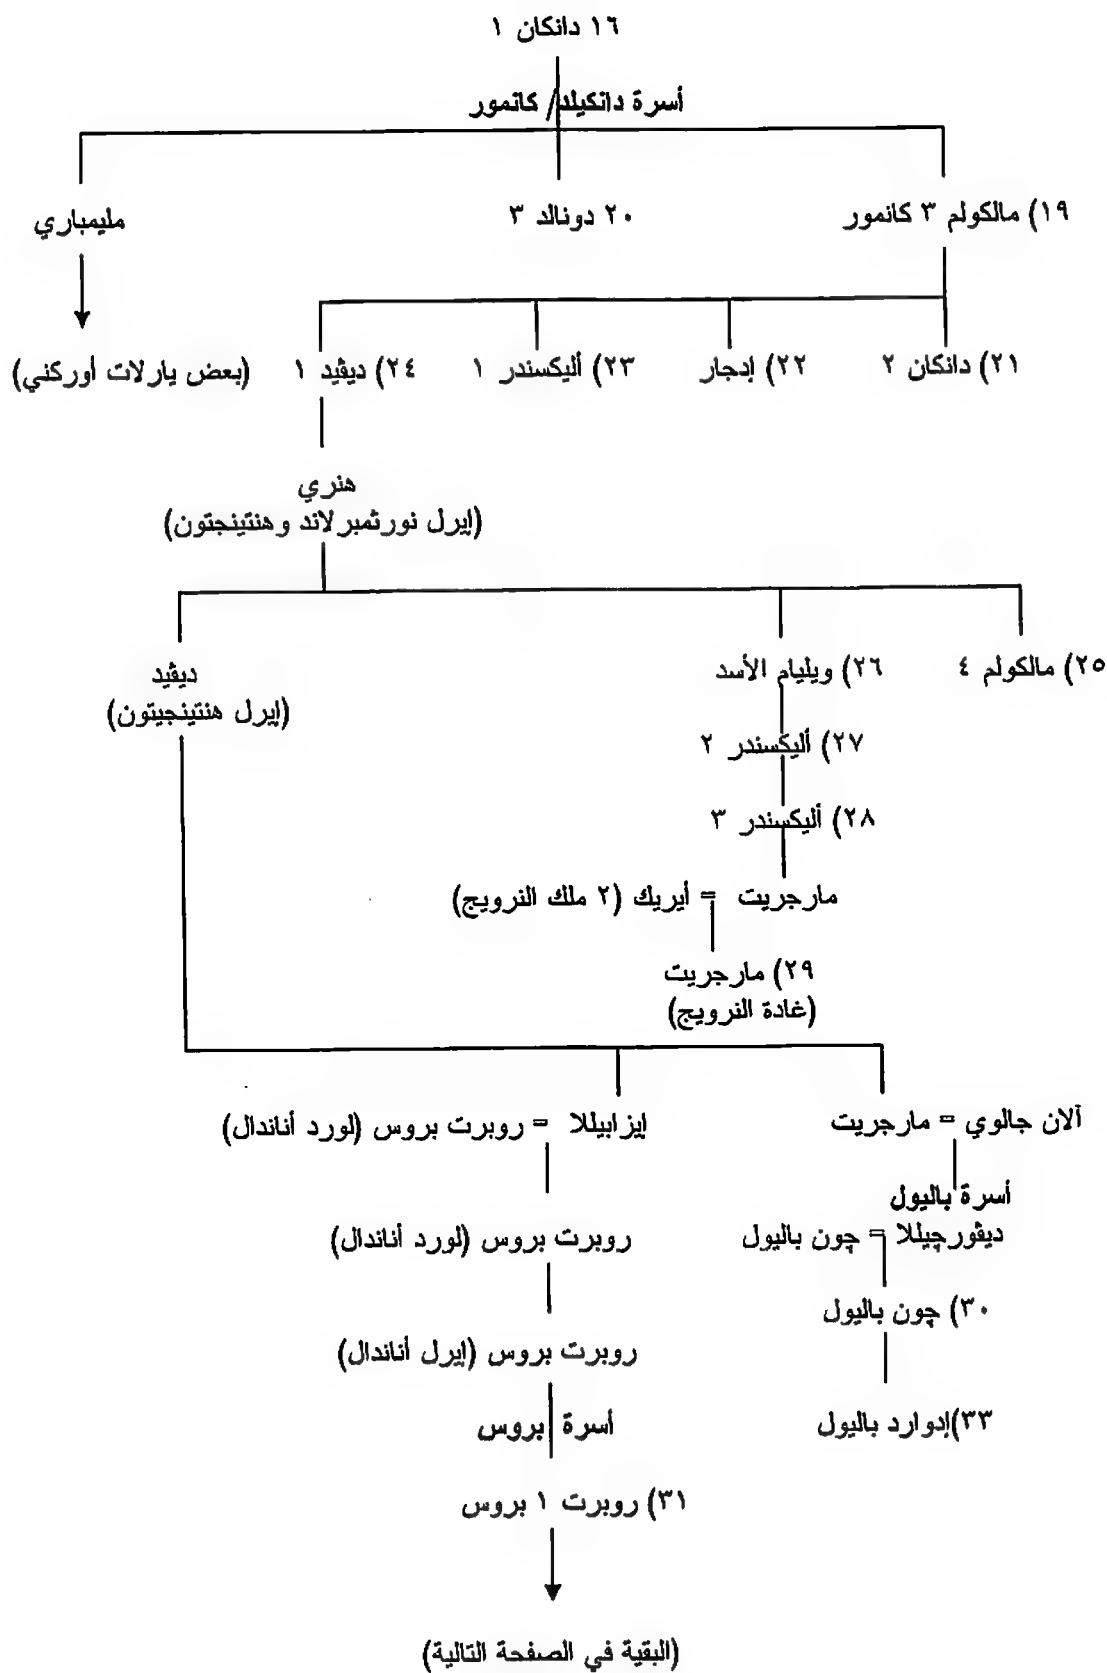 ١٦ دانكان ١
أسرة دانكيلد/ كانمور
١٩) مالكولم ٣ كانمور
٢٠ دونالد ٣
مليمباري
٢١) دانكان ٢
٢٢) إدجار
٢٣) أليكسندر ١
٢٤) ديڤيد ١
(بعض يارلات أوركني)
هنري
(إيرل نورثمبرلاند وهنتينجتون)
٢٥) مالكولم ٤
٢٦) ويليام الأسد
ديڤيد
(إيرل هنتينجيتون)
٢٧) أليكسندر ٢
٢٨) أليكسندر ٣
مارجريت = أيريك (٢ ملك النرويج)
٢٩) مارجريت
(غادة النرويج)
آلان جالوي = مارجريت
إيزابيللا = روبرت بروس (لورد أناندال)
أسرة باليول
ديڤورچيللا = چون باليول
روبرت بروس (لورد أناندال)
٣٠) چون باليول
روبرت بروس (إيرل أناندال)
٣٣)إدوارد باليول
أسرة بروس
٣١) روبرت ١ بروس
(البقية في الصفحة التالية)